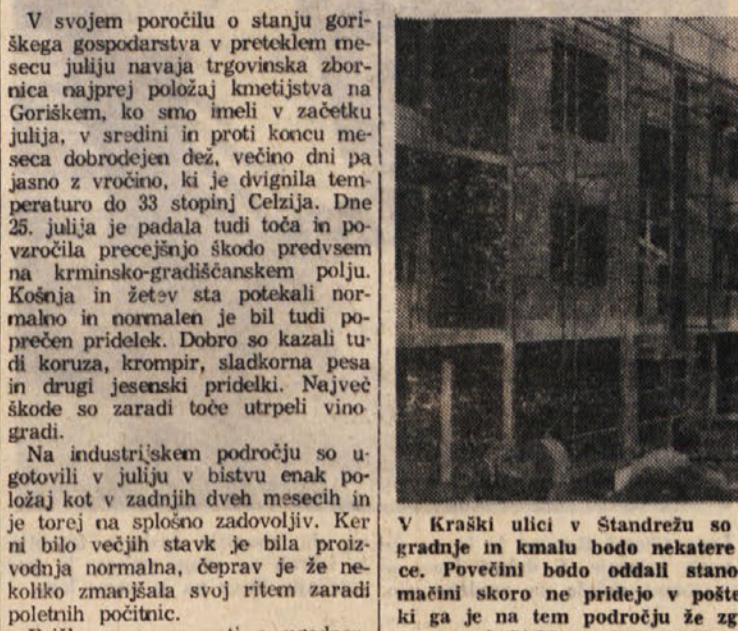 V svojem poročilu o stanju gori-
škega gospodarstva v preteklem me-
secu juliju navaja trgovinska zbor-
nica najprej položaj kmetijstva na
Goriškem, ko smo imeli v začetku
julija, v sredini in proti koncu me-
seca dobrodejen dež, večino dni pa
jasno z vročino, ki je dvignila tem-
peraturo do 33 stopinj Celzija. Dne
25. julija je padala tudi toča in po-
vzročila precejšnjo škodo predvsem
na krminsko-gradiščanskem polju.
Košnja in žetev sta potekali nor-
malno in normalen je bil tudi po-
prečen pridelek. Dobro so kazali tu-
di koruza, krompir, sladkorna pesa
in drugi jesenski pridelki. Največ
škode so zaradi toče utrpeli vino
gradi.
Na industrijskem področju so u-
gotovili v juliju v bistvu enak po-
ložaj kot v zadnjih dveh mesecih in
je torej na splošno zadovoljiv. Ker
ni bilo večjih stavk je bila proiz-
vodnja normalna, čeprav je že ne-
koliko zmanjšala svoj ritem zaradi
poletnih počitnic.
V Kraški ulici v Štandrežu so
gradnje in kmalu bodo nekatere
ce. Povečini bodo oddali stano
mačini skoro ne pridejo v pošte
ki ga je na tem področju že zg